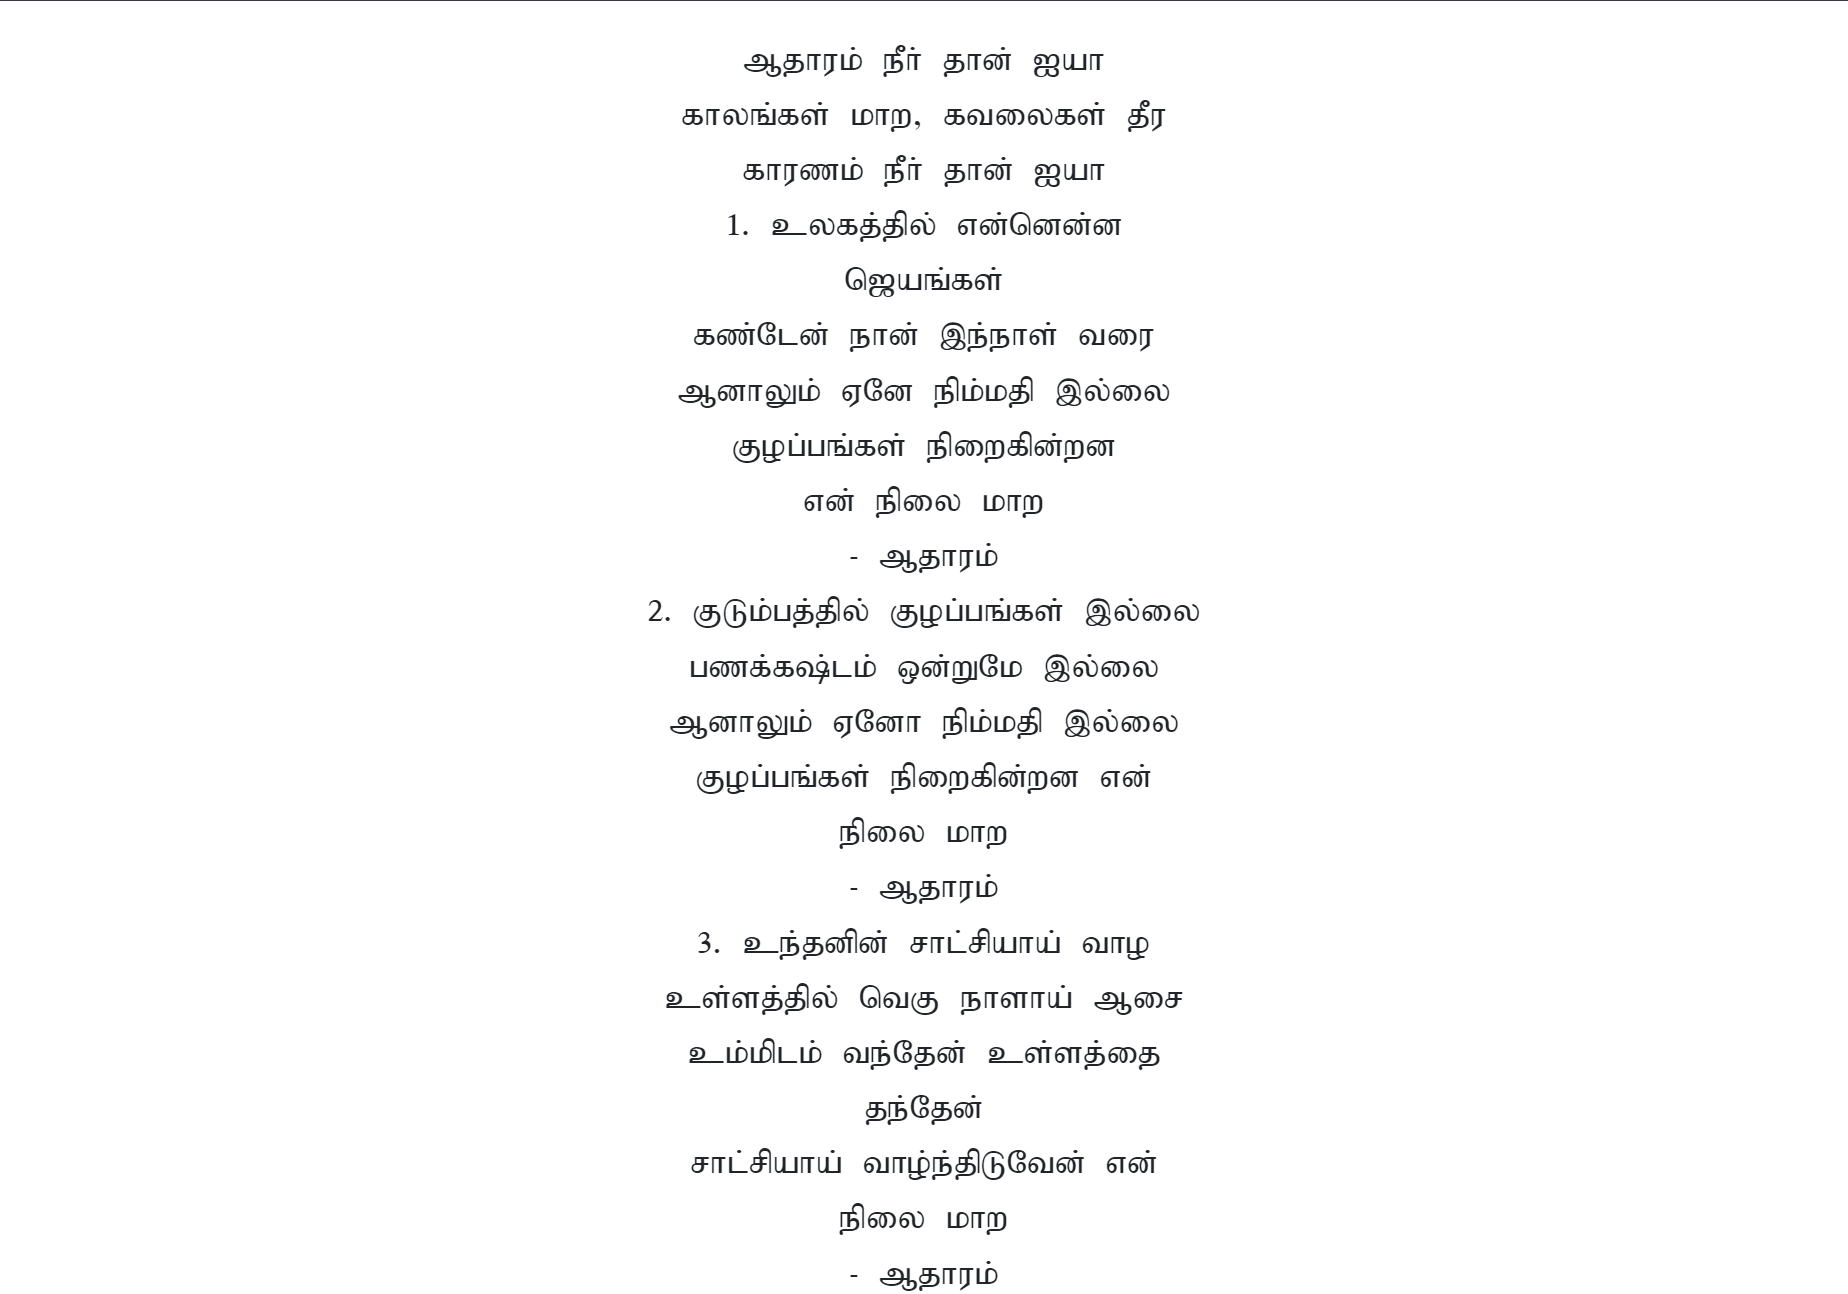 ஆதாரம் நீர் தான் ஐயா
காலங்கள் மாற, கவலைகள் தீர
காரணம் நீர் தான் ஐயா
1. உலகத்தில் என்னென்ன
ஜெயங்கள்
கண்டேன் நான் இந்நாள் வரை
ஆனாலும் ஏனே நிம்மதி இல்லை
குழப்பங்கள் நிறைகின்றன
என் நிலை மாற
- ஆதாரம்
2. குடும்பத்தில் குழப்பங்கள் இல்லை
பணக்கஷ்டம் ஒன்றுமே இல்லை
ஆனாலும் ஏனோ நிம்மதி இல்லை
குழப்பங்கள் நிறைகின்றன என்
நிலை மாற
- ஆதாரம்
3. உந்தனின் சாட்சியாய் வாழ
உள்ளத்தில் வெகு நாளாய் ஆசை
உம்மிடம் வந்தேன் உள்ளத்தை
தந்தேன்
சாட்சியாய் வாழ்ந்திடுவேன் என்
நிலை மாற
- ஆதாரம்